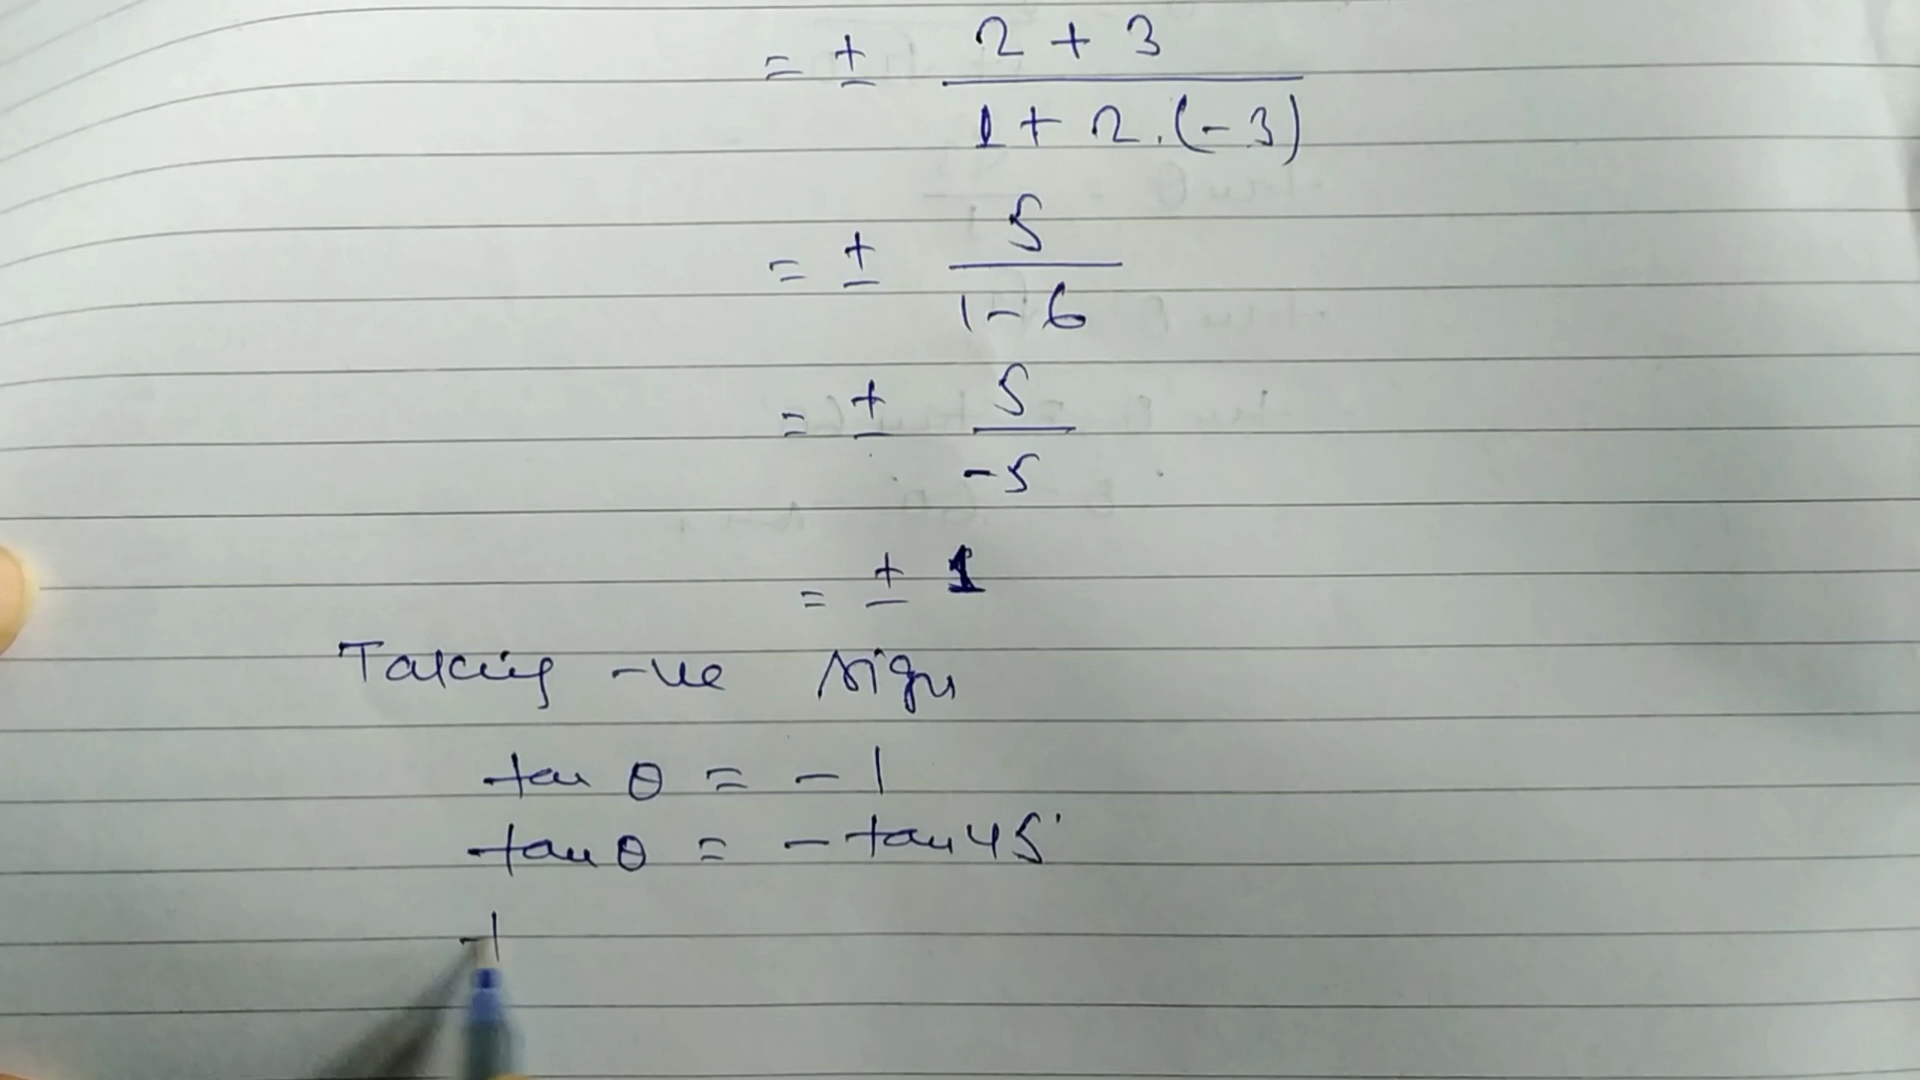 = ± 2 + 3 / 1 + 2.(-3)
= ± 5 / 1 - 6
= ± 5 / -5
= ± 1
Taking -ve sign
tan θ = - 1
tan θ = - tan 45°